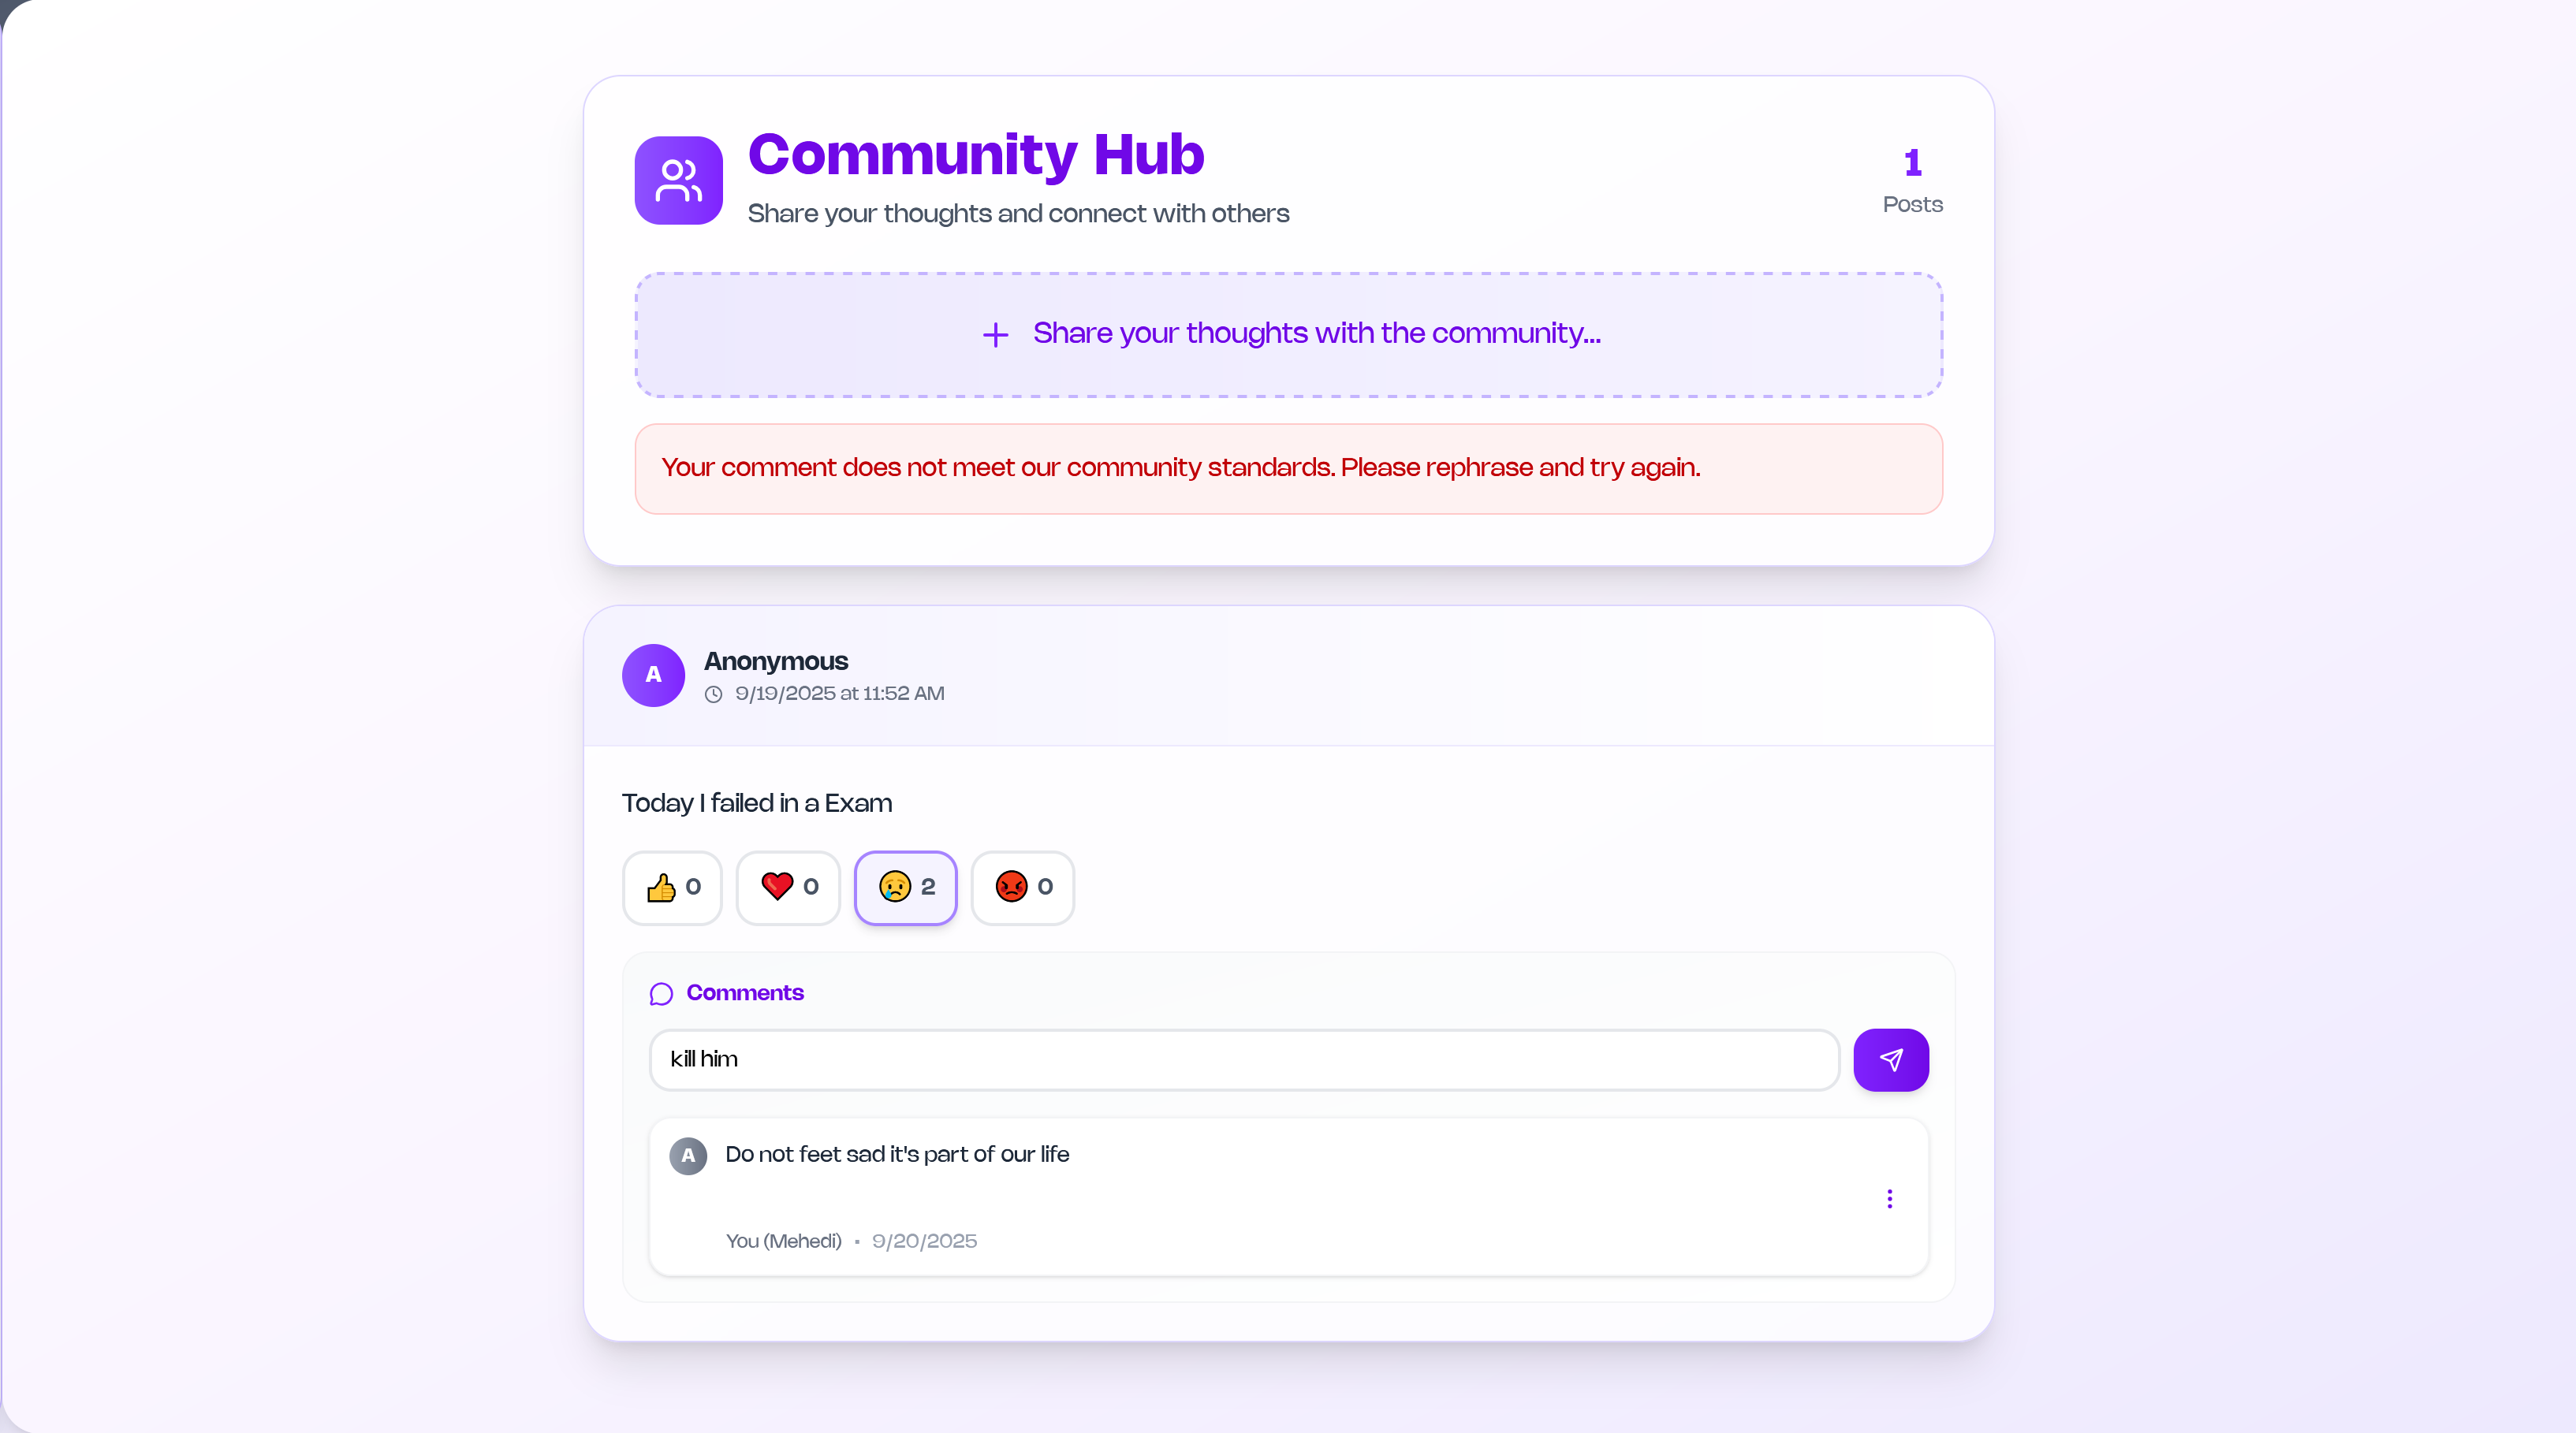 Community Hub
Share your thoughts and connect with others
1
Posts
Share your thoughts with the community...
Your comment does not meet our community standards. Please rephrase and try again.
A
Anonymous
9/19/2025 at 11:52 AM
Today I failed in a Exam
👍 0 ❤️ 0 😢 2 😡 0
Comments
kill him
A
Do not feet sad it's part of our life
You (Mehedi) • 9/20/2025